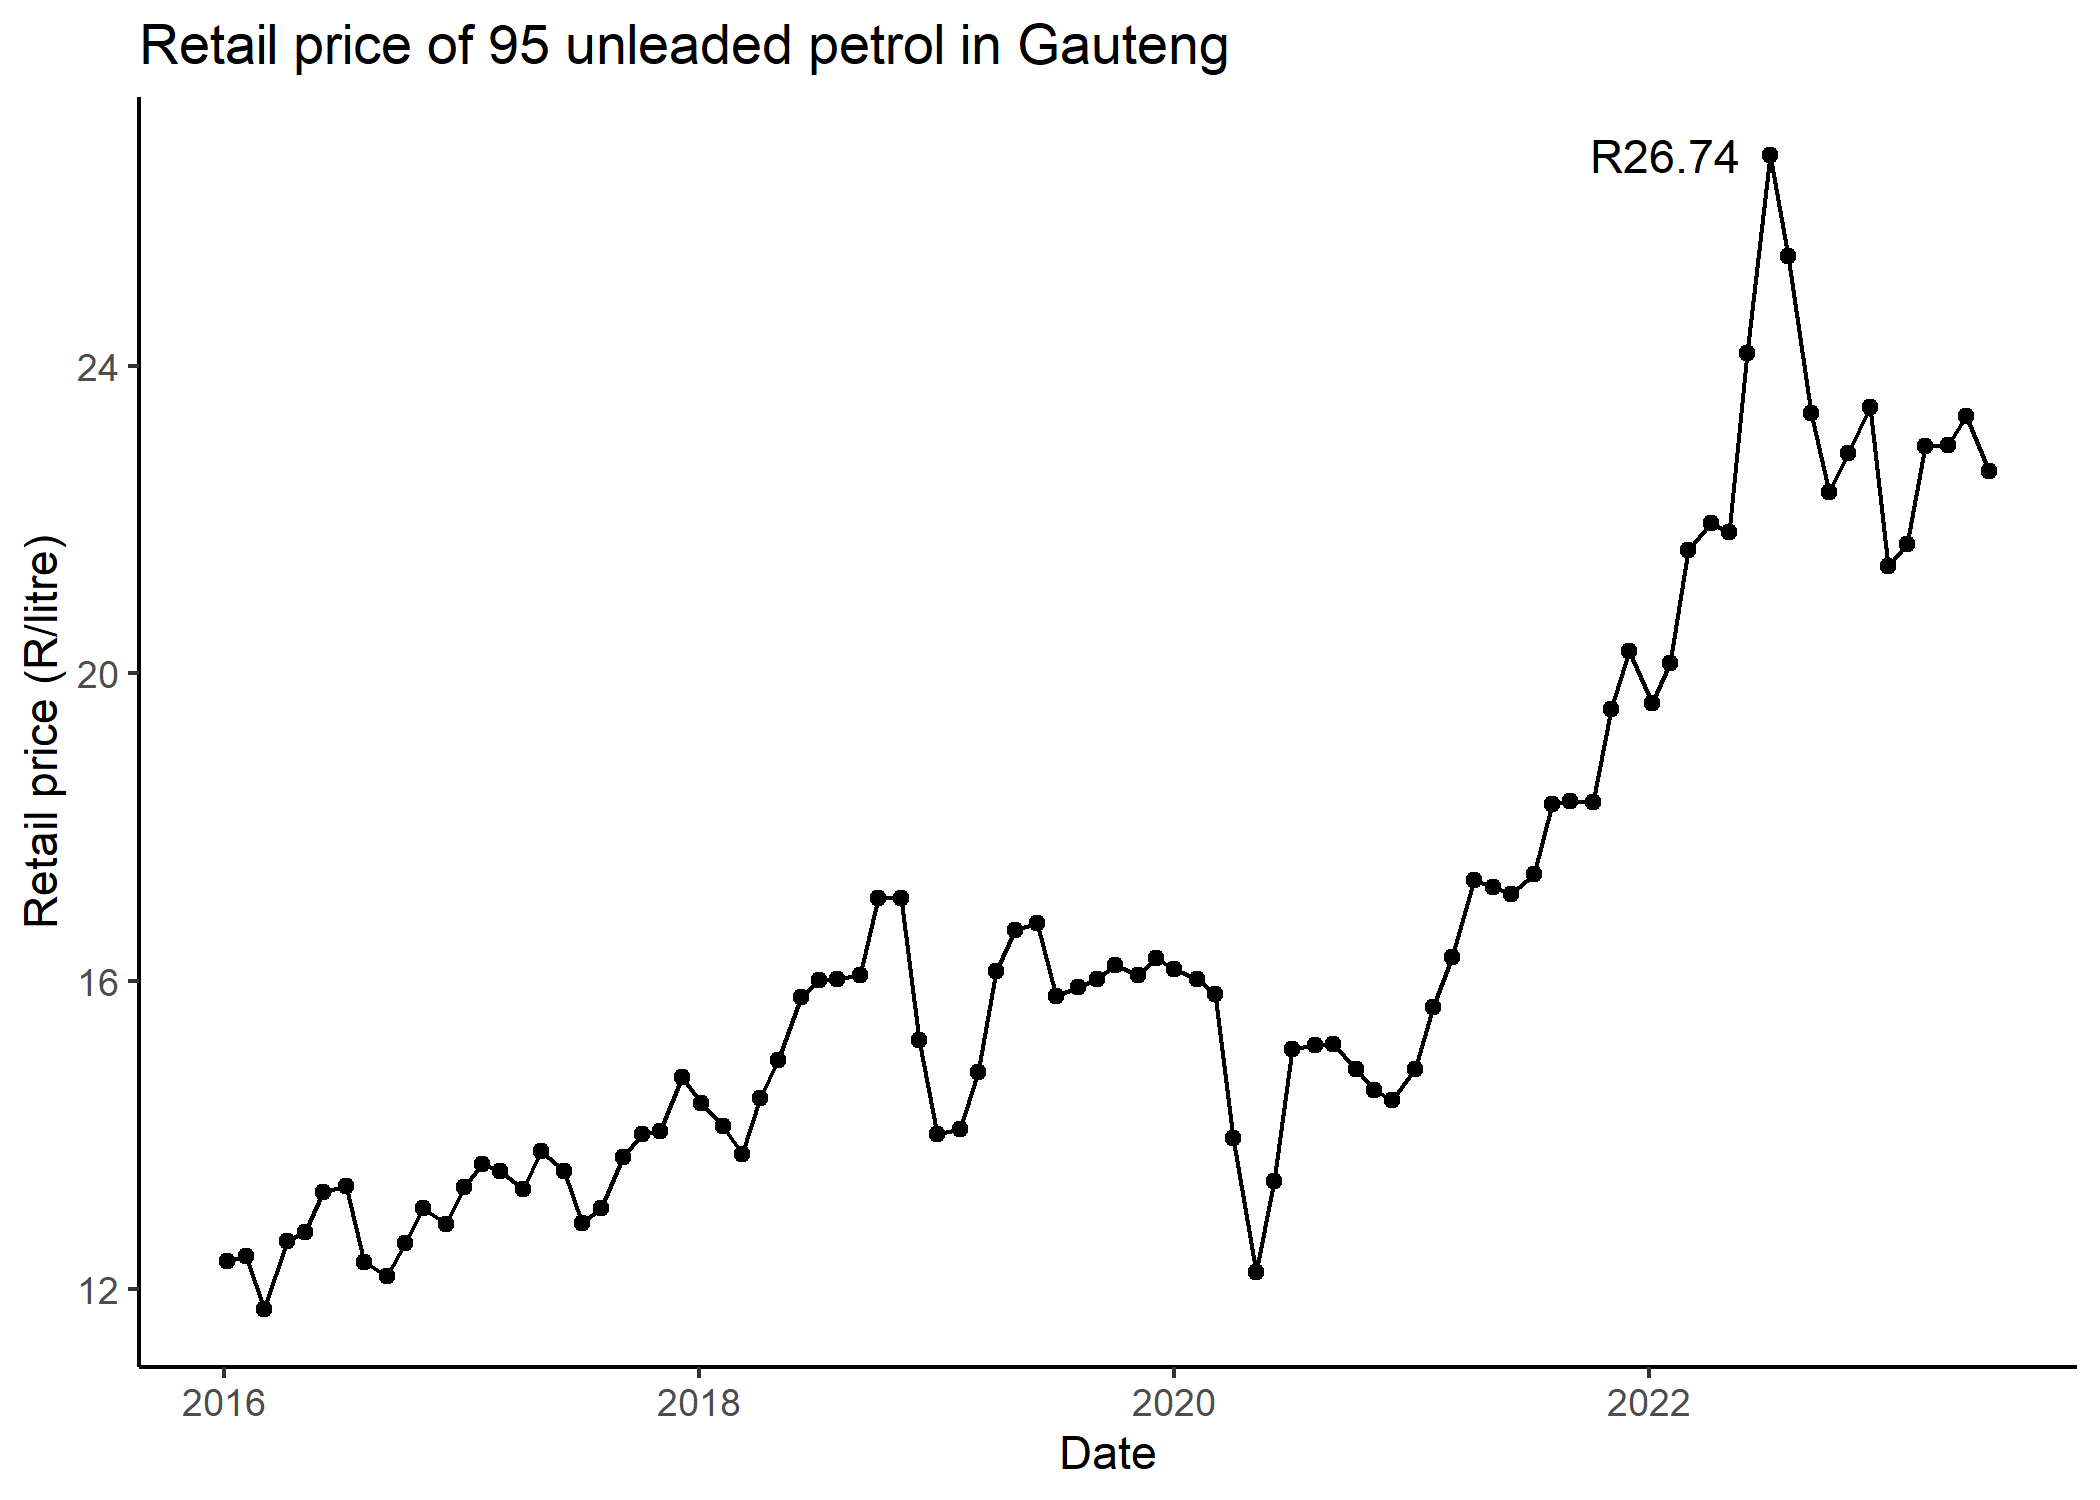 Retail price of 95 unleaded petrol in Gauteng
R26.74
24
20
16
12
Retail price (R/litre)
2016 2018 2020 2022
Date